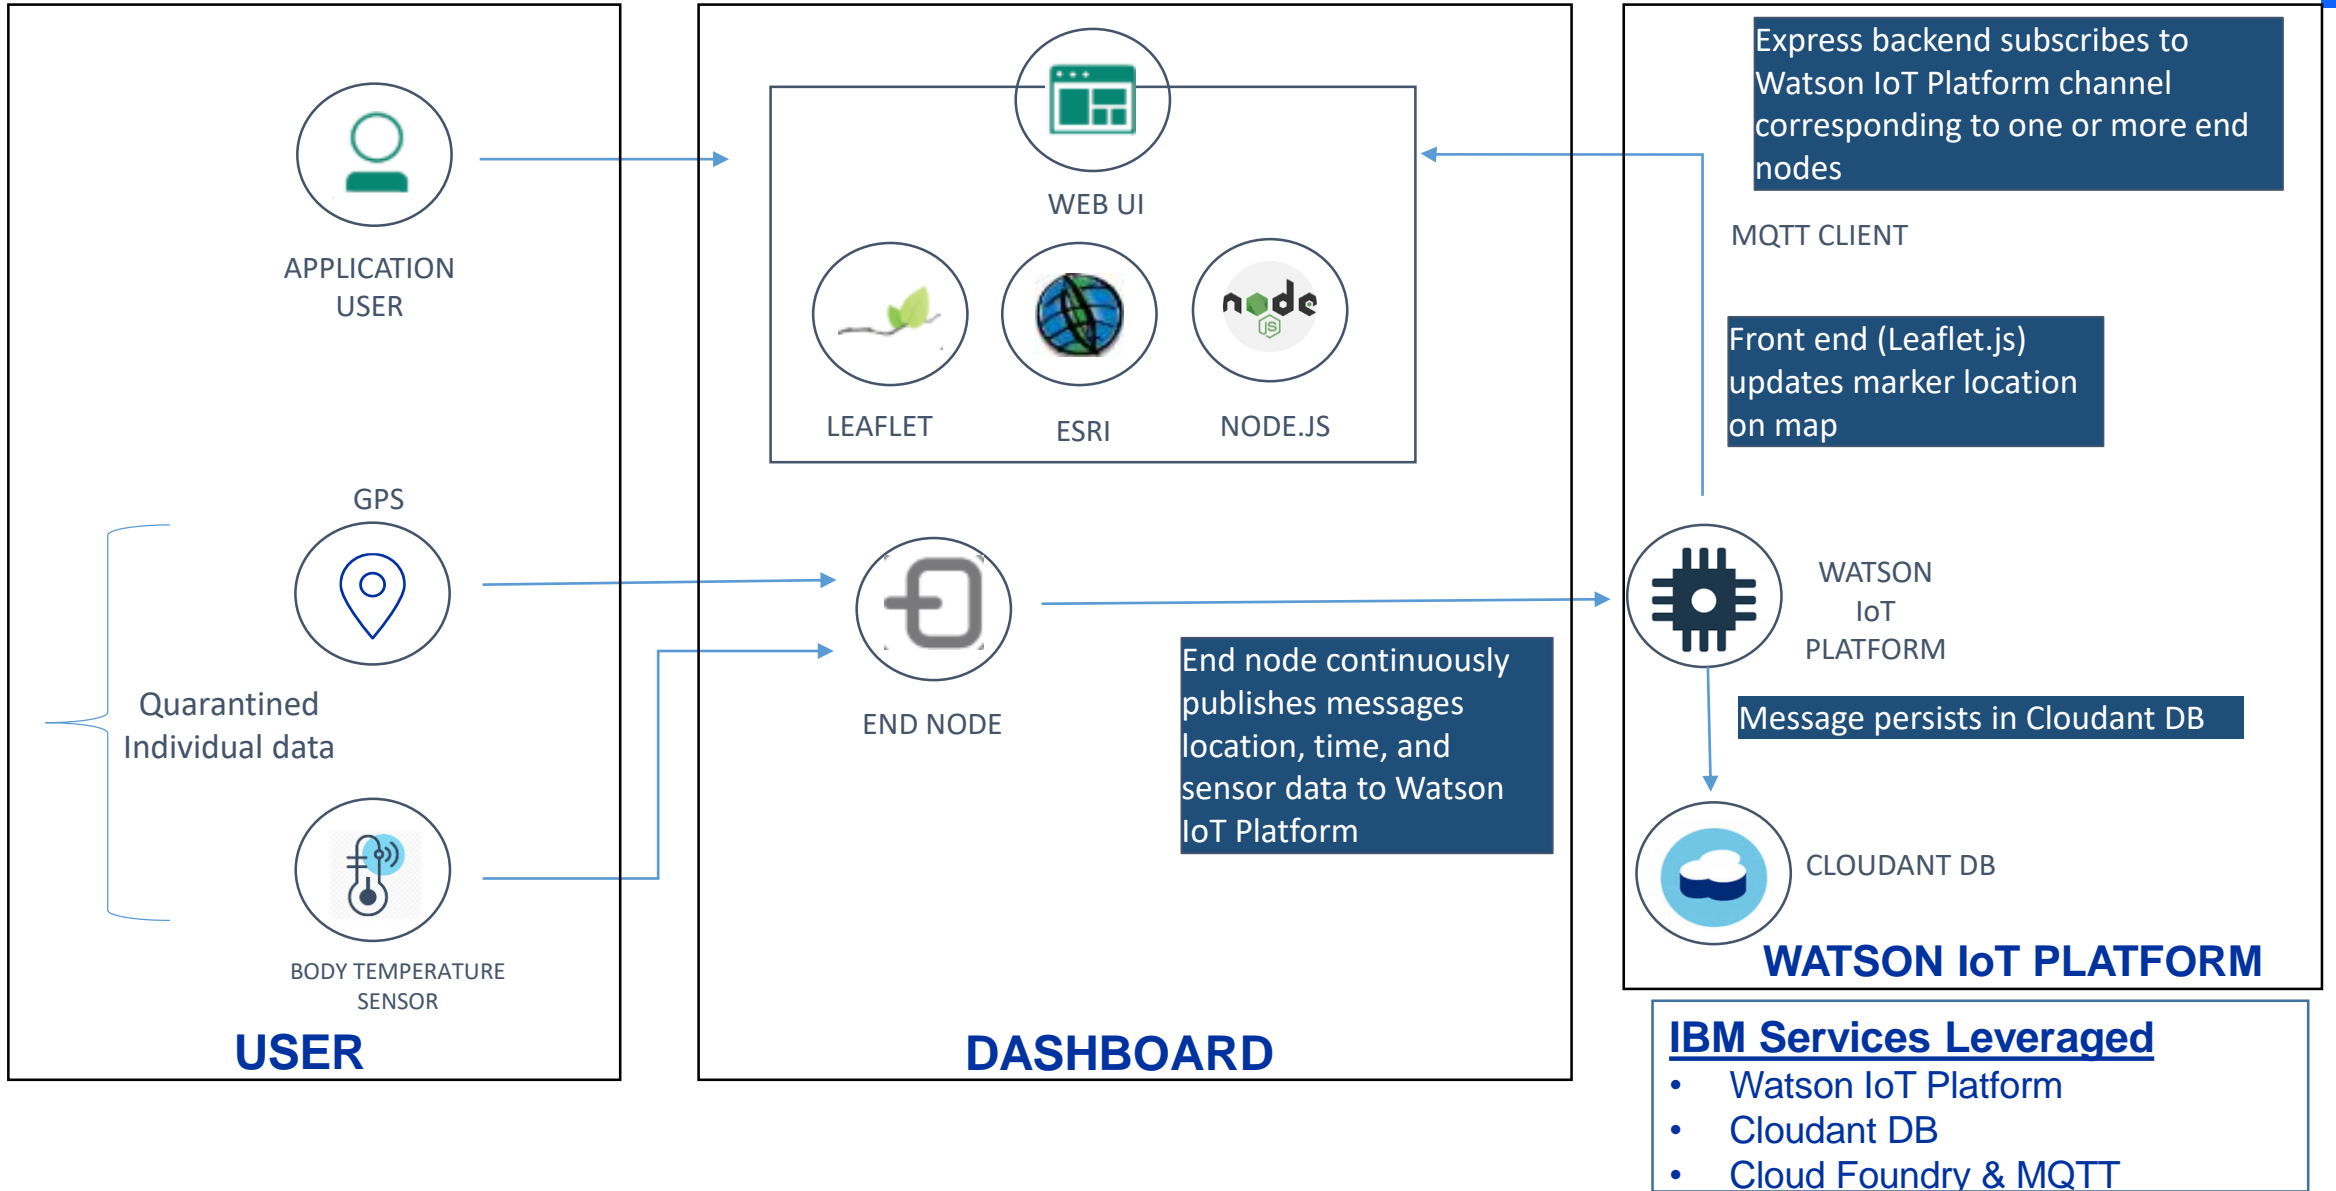 APPLICATION
USER
GPS
Quarantined
Individual data
BODY TEMPERATURE
SENSOR
USER
WEB UI
LEAFLET
ESRI
node
JS
NODE.JS
END NODE
End node continuously
publishes messages
location, time, and
sensor data to Watson
IoT Platform
DASHBOARD
Express backend subscribes to
Watson IoT Platform channel
corresponding to one or more end
nodes
MQTT CLIENT
Front end (Leaflet.js)
updates marker location
on map
WATSON
IoT
PLATFORM
Message persists in Cloudant DB
CLOUDANT DB
WATSON IoT PLATFORM
IBM Services Leveraged
• Watson IoT Platform
• Cloudant DB
• Cloud Foundry & MQTT